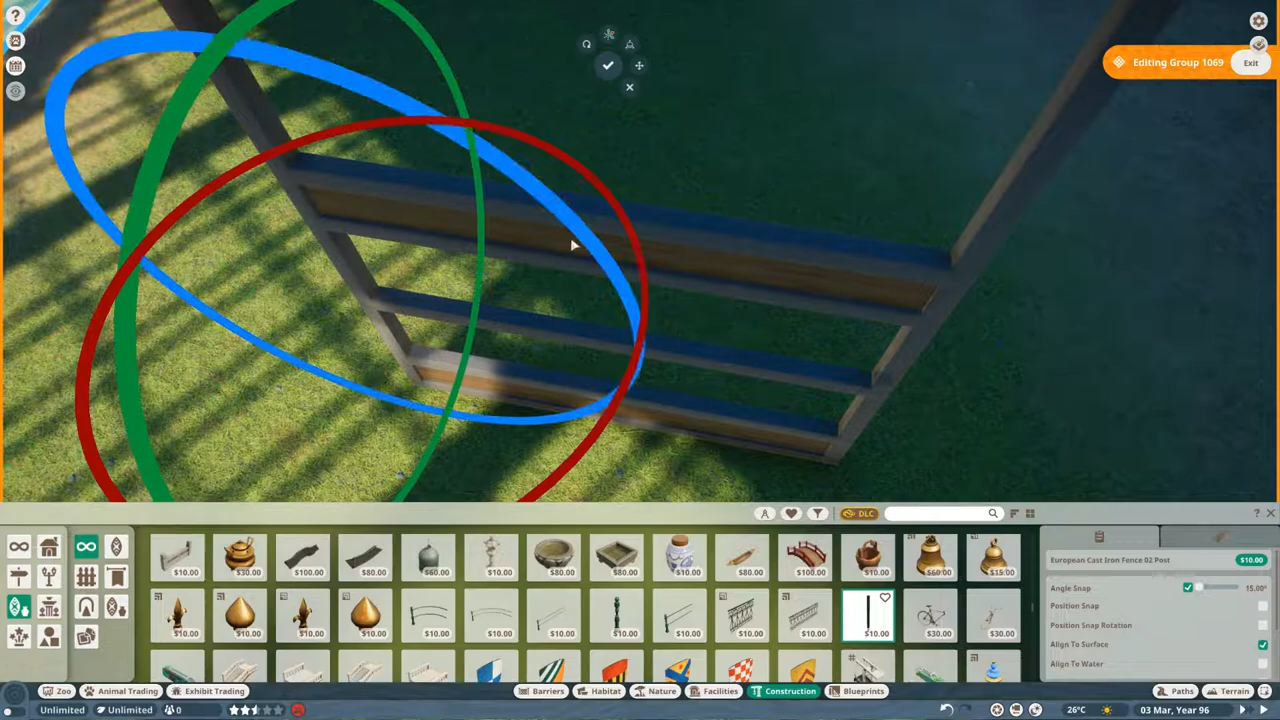 ?
Editing Group 1069 Exit
DLC
? 
European Cast Iron Fence 02 Post $10.00
$10.00 $30.00 $100.00 $80.00 $60.00 $10.00 $80.00 $80.00 $10.00 $80.00 $100.00 $10.00 $60.00 $15.00
Angle Snap 15.00°
Position Snap
$10.00 $10.00 $10.00 $10.00 $10.00 $10.00 $10.00 $10.00 $10.00 $10.00 $10.00 $10.00 $30.00 $30.00
Position Snap Rotation
Align To Surface
Align To Water
Zoo Animal Trading Exhibit Trading Barriers Habitat Nature Facilities Construction Blueprints Paths Terrain
Unlimited Unlimited 0 26°C 03 Mar, Year 96